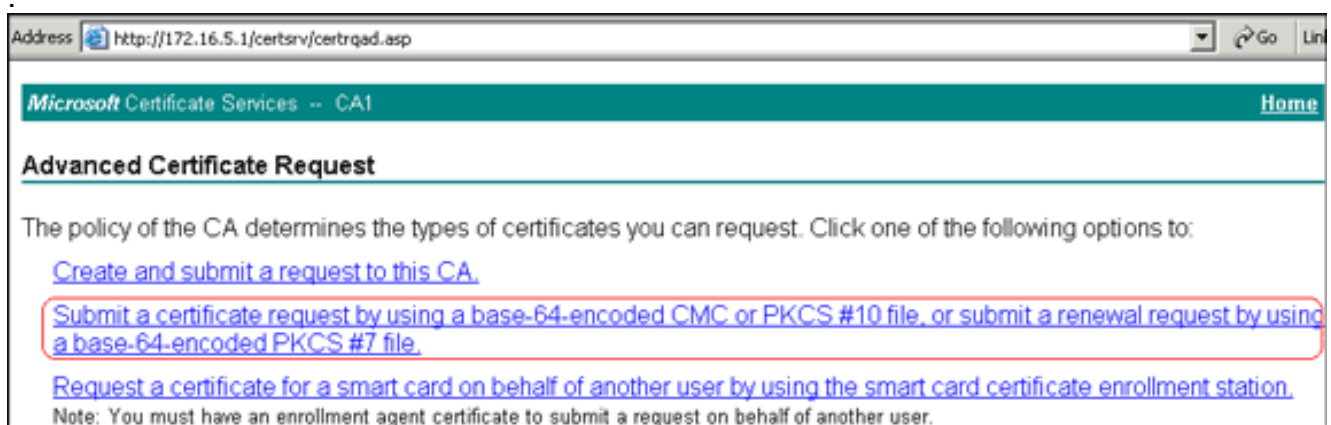 .
Address http://172.16.5.1/certsrv/certrqad.asp Go
Microsoft Certificate Services -- CA1 Home
Advanced Certificate Request
The policy of the CA determines the types of certificates you can request. Click one of the following options to:
Create and submit a request to this CA.
Submit a certificate request by using a base-64-encoded CMC or PKCS #10 file, or submit a renewal request by using
a base-64-encoded PKCS #7 file.
Request a certificate for a smart card on behalf of another user by using the smart card certificate enrollment station.
Note: You must have an enrollment agent certificate to submit a request on behalf of another user.